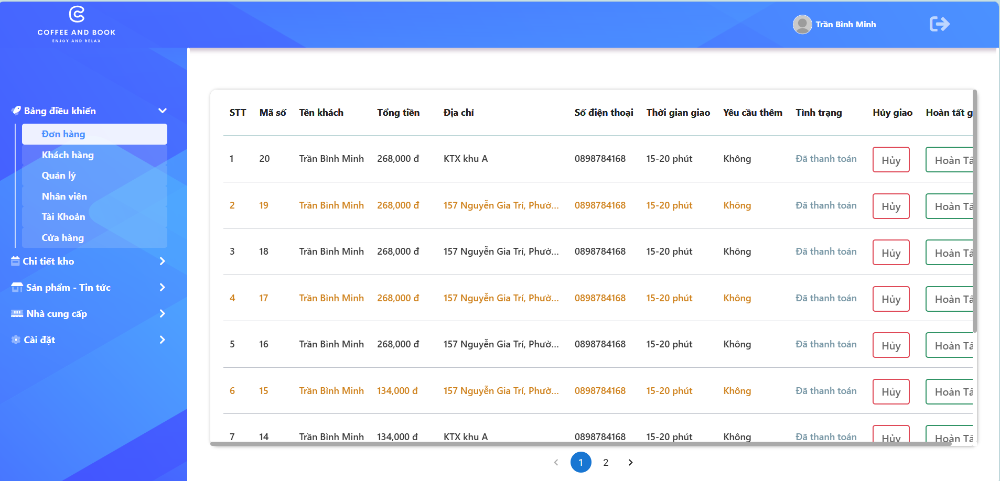 COFFEE AND BOOK
ENJOY AND RELAX
Trần Bình Minh
Bảng điều khiển
Đơn hàng
Khách hàng
Quản lý
Nhân viên
Tài Khoản
Cửa hàng
Chi tiết kho
Sản phẩm - Tin tức
Nhà cung cấp
Cài đặt
STT Mã số Tên khách Tổng tiền Địa chỉ Số điện thoại Thời gian giao Yêu cầu thêm Tình trạng Hủy giao Hoàn tất g
1 20 Trần Bình Minh 268,000 đ KTX khu A 0898784168 15-20 phút Không Đã thanh toán Hủy Hoàn Tấ
2 19 Trần Bình Minh 268,000 đ 157 Nguyễn Gia Trí, Phườ... 0898784168 15-20 phút Không Đã thanh toán Hủy Hoàn Tấ
3 18 Trần Bình Minh 268,000 đ 157 Nguyễn Gia Trí, Phườ... 0898784168 15-20 phút Không Đã thanh toán Hủy Hoàn Tấ
4 17 Trần Bình Minh 268,000 đ 157 Nguyễn Gia Trí, Phườ... 0898784168 15-20 phút Không Đã thanh toán Hủy Hoàn Tấ
5 16 Trần Bình Minh 268,000 đ 157 Nguyễn Gia Trí, Phườ... 0898784168 15-20 phút Không Đã thanh toán Hủy Hoàn Tấ
6 15 Trần Bình Minh 134,000 đ 157 Nguyễn Gia Trí, Phườ... 0898784168 15-20 phút Không Đã thanh toán Hủy Hoàn Tấ
7 14 Trần Bình Minh 134,000 đ KTX khu A 0898784168 15-20 phút Không Đã thanh toán Hủy Hoàn Tấ
1 2